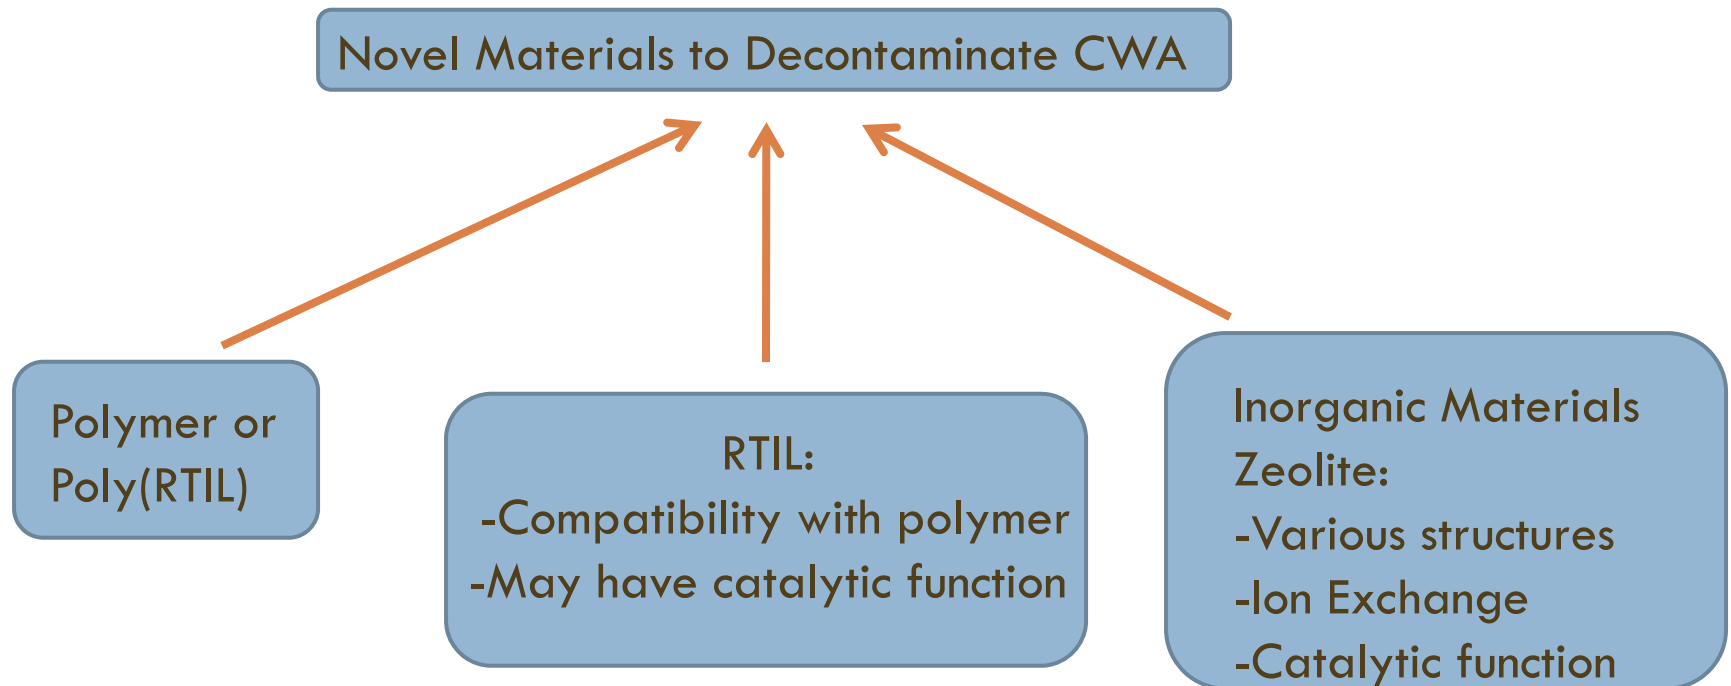 Novel Materials to Decontaminate CWA
Polymer or
Poly(RTIL)
RTIL:
-Compatibility with polymer
-May have catalytic function
Inorganic Materials
Zeolite:
-Various structures
-Ion Exchange
-Catalytic function